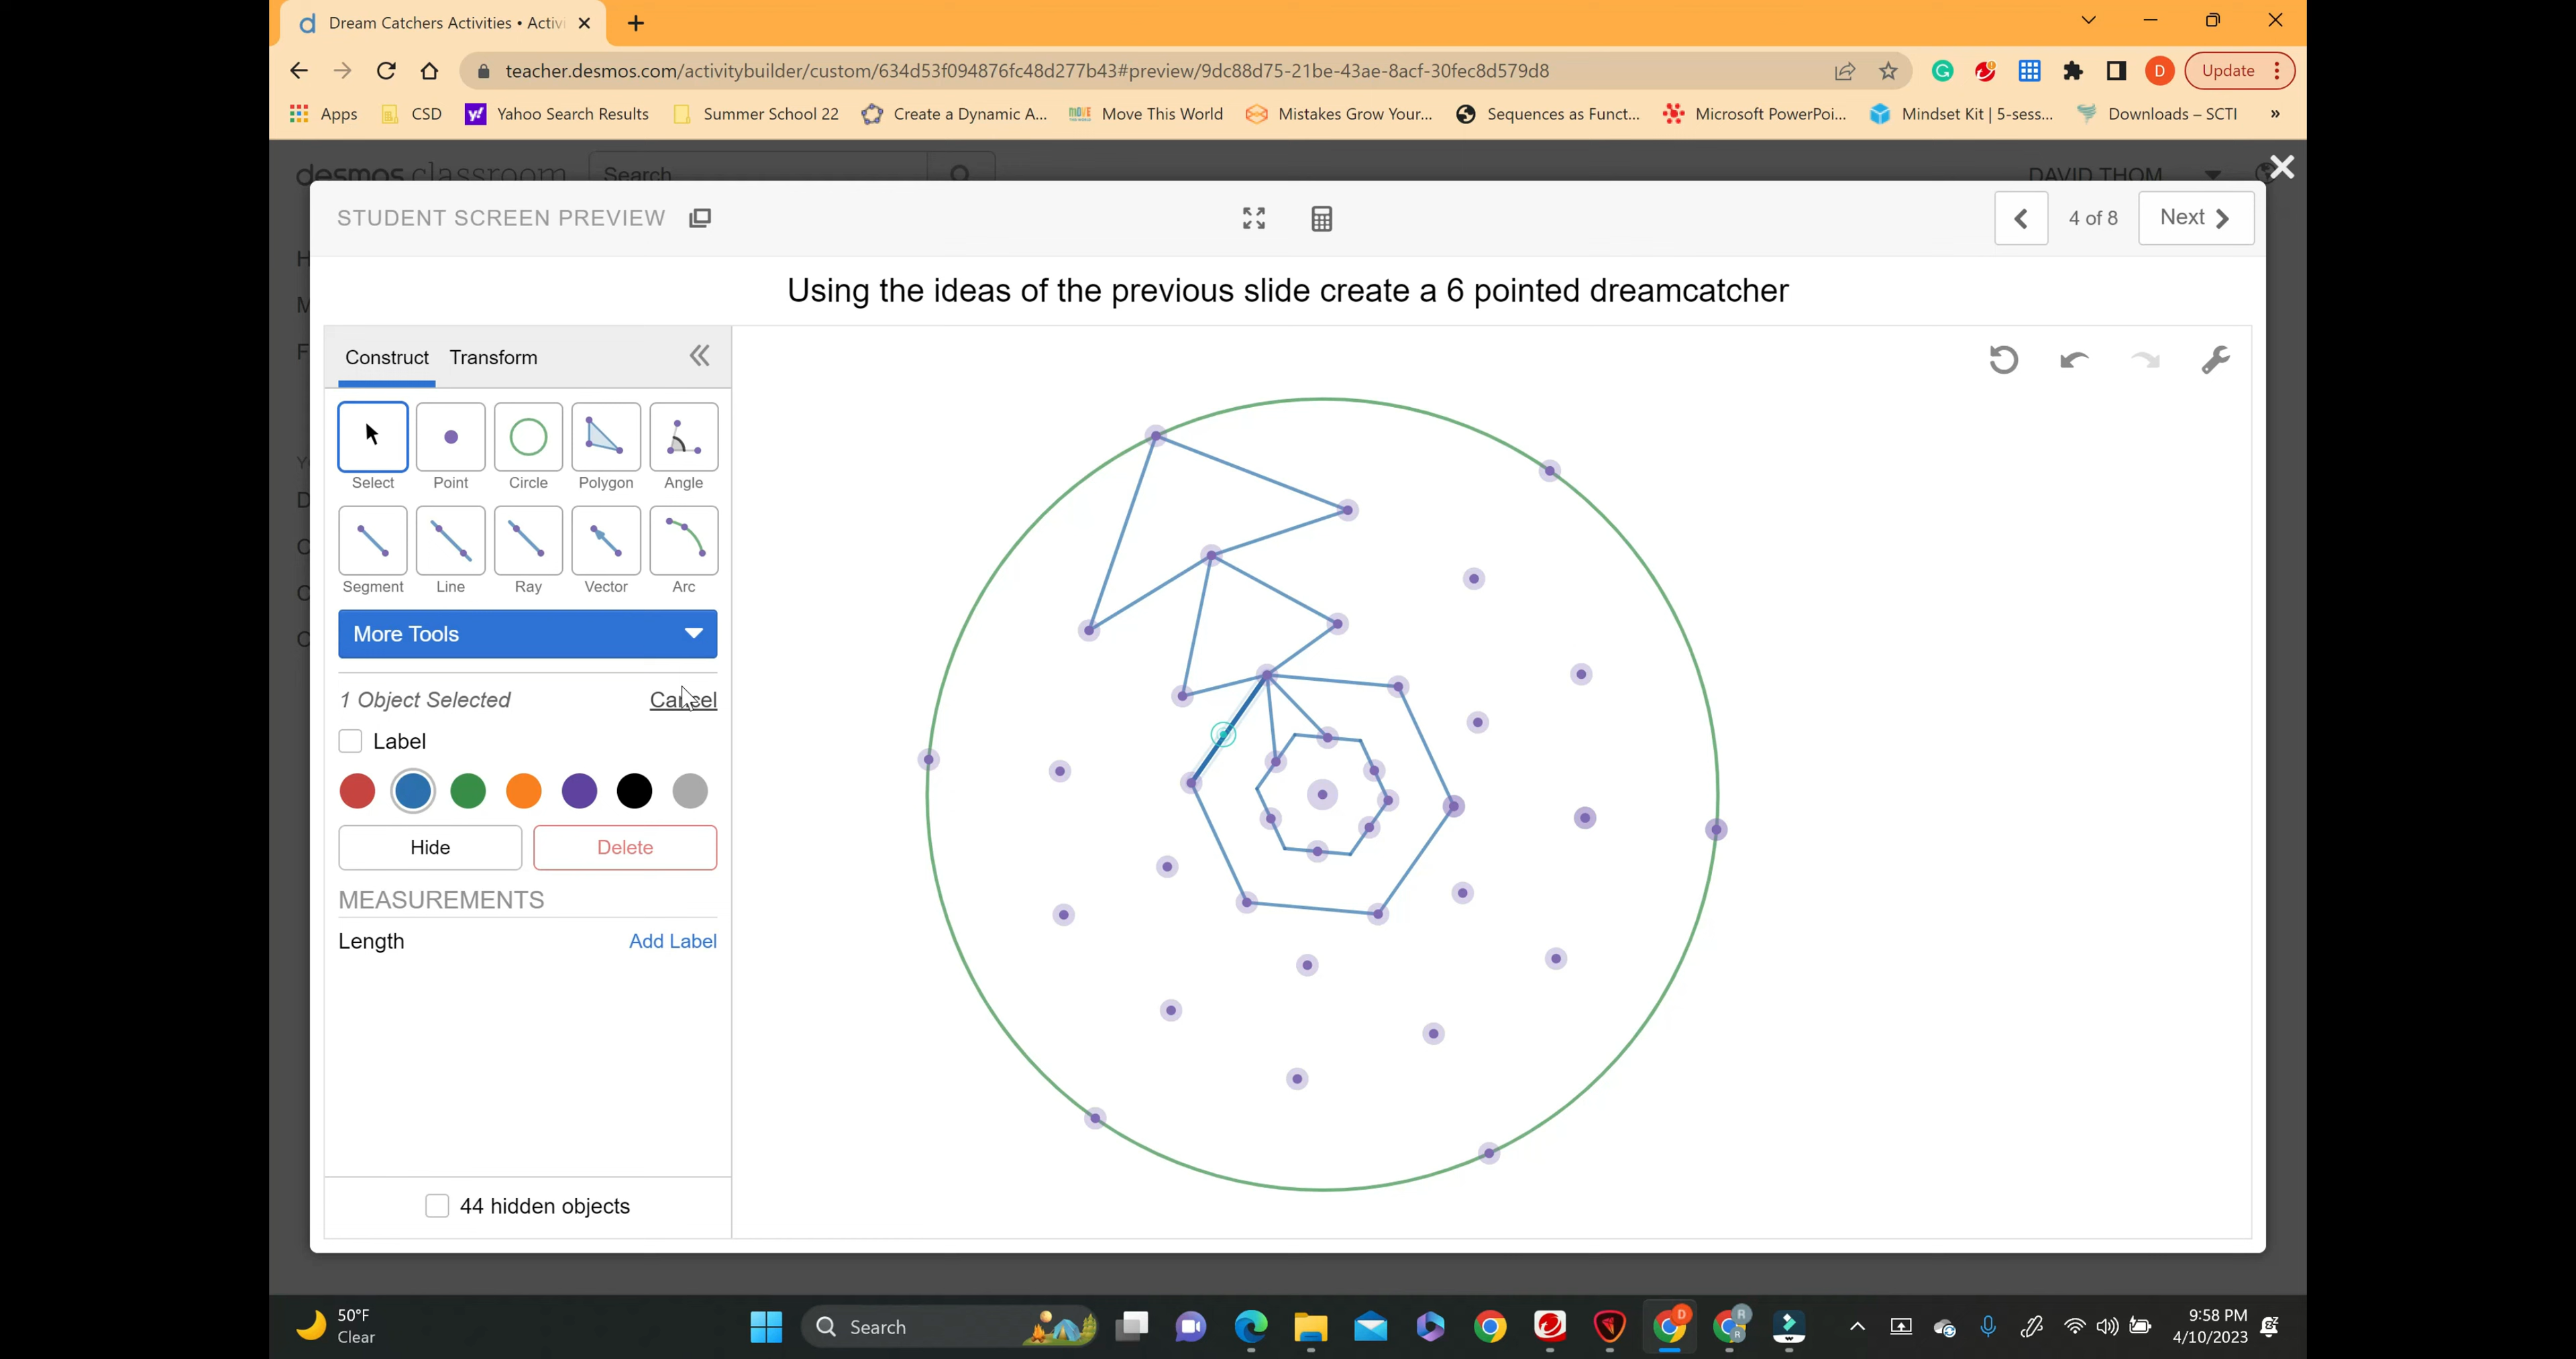 Dream Catchers Activities • Activi
teacher.desmos.com/activitybuilder/custom/634d53f094876fc48d277b43#preview/9dc88d75-21be-43ae-8acf-30fec8d579d8
D
Update
Apps CSD Yahoo Search Results Summer School 22 Create a Dynamic A... Move This World Mistakes Grow Your... Sequences as Funct... Microsoft PowerPoi... Mindset Kit | 5-sess... Downloads – SCTI »
desmos classroom Search DAVID THOM
STUDENT SCREEN PREVIEW 4 of 8 Next
Using the ideas of the previous slide create a 6 pointed dreamcatcher
Construct Transform
Select Point Circle Polygon Angle
Segment Line Ray Vector Arc
More Tools
1 Object Selected Cancel
Label
Hide Delete
MEASUREMENTS
Length Add Label
44 hidden objects
50°F
Clear
Search
9:58 PM
4/10/2023